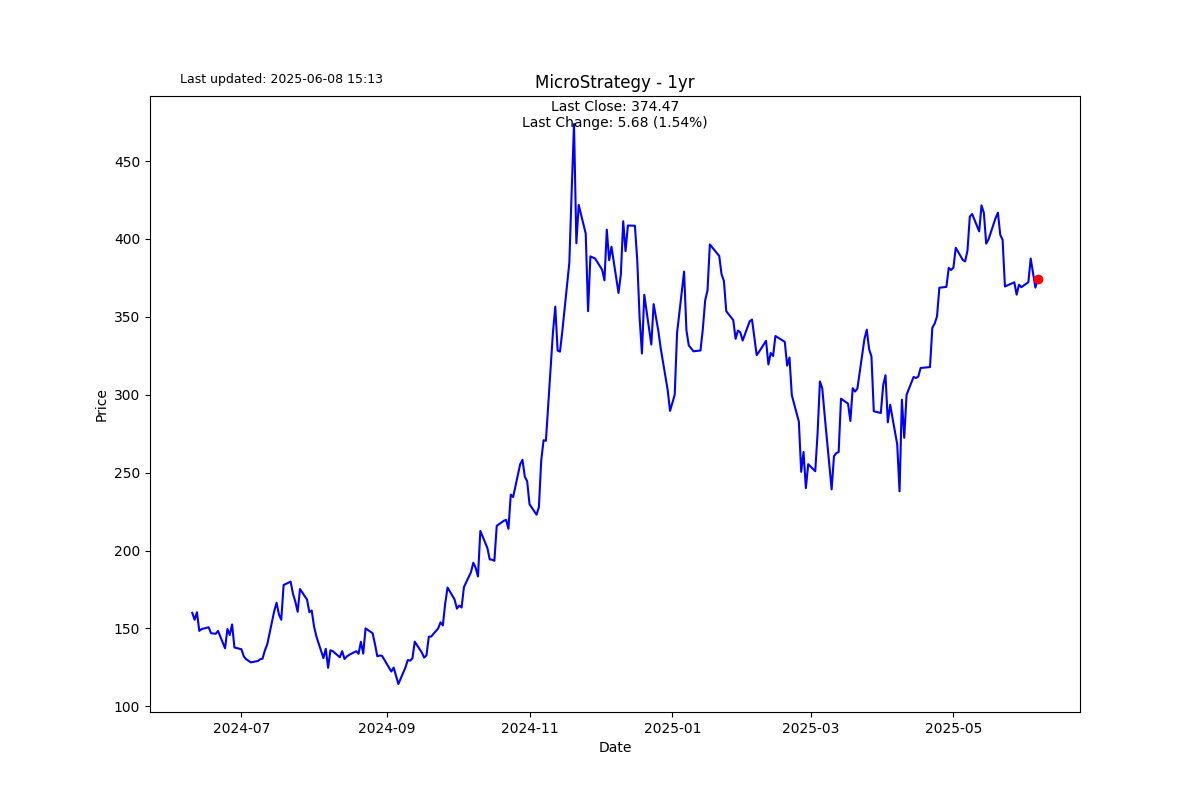 Last updated: 2025-06-08 15:13
MicroStrategy - 1yr
Last Close: 374.47
Last Change: 5.68 (1.54%)
450
400
350
300
250
200
150
100
Price
2024-07 2024-09 2024-11 2025-01 2025-03 2025-05
Date